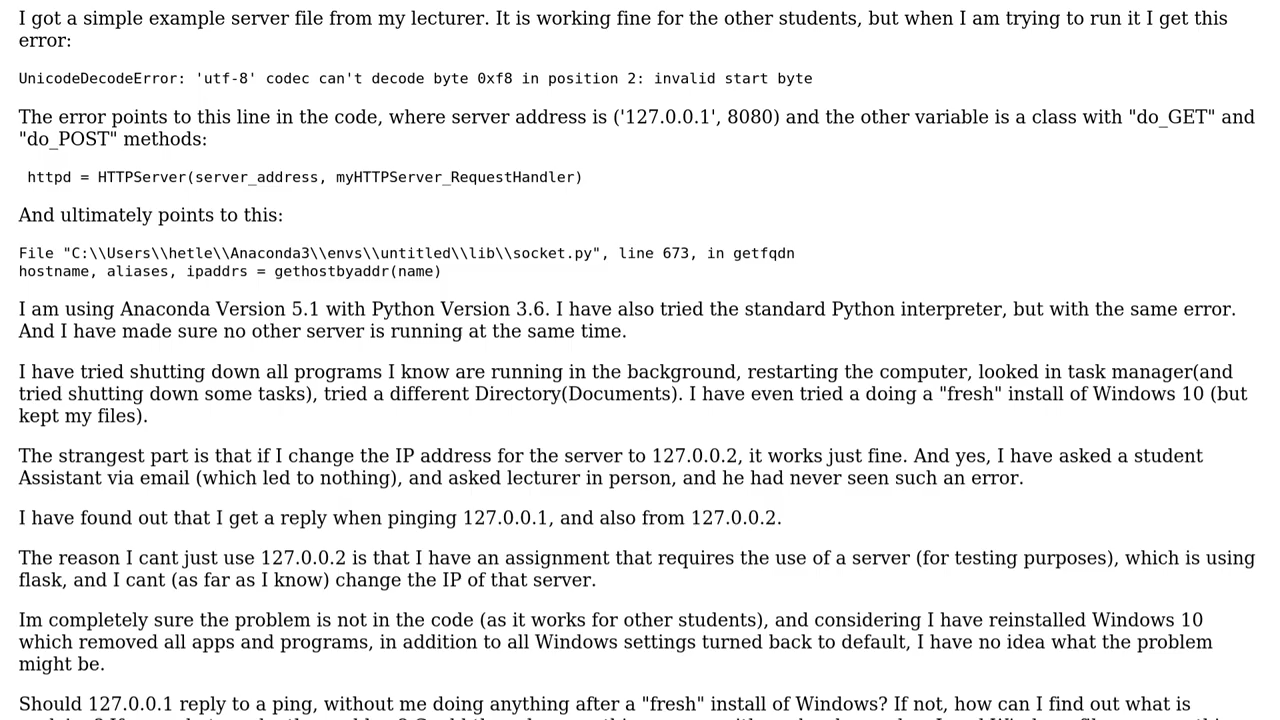 I got a simple example server file from my lecturer. It is working fine for the other students, but when I am trying to run it I get this
error:
UnicodeDecodeError: 'utf-8' codec can't decode byte 0xf8 in position 2: invalid start byte
The error points to this line in the code, where server address is ('127.0.0.1', 8080) and the other variable is a class with "do_GET" and
"do_POST" methods:
httpd = HTTPServer(server_address, myHTTPServer_RequestHandler)
And ultimately points to this:
File "C:\\Users\\hetle\\Anaconda3\\envs\\untitled\\lib\\socket.py", line 673, in getfqdn
hostname, aliases, ipaddrs = gethostbyaddr(name)
I am using Anaconda Version 5.1 with Python Version 3.6. I have also tried the standard Python interpreter, but with the same error.
And I have made sure no other server is running at the same time.
I have tried shutting down all programs I know are running in the background, restarting the computer, looked in task manager(and
tried shutting down some tasks), tried a different Directory(Documents). I have even tried a doing a "fresh" install of Windows 10 (but
kept my files).
The strangest part is that if I change the IP address for the server to 127.0.0.2, it works just fine. And yes, I have asked a student
Assistant via email (which led to nothing), and asked lecturer in person, and he had never seen such an error.
I have found out that I get a reply when pinging 127.0.0.1, and also from 127.0.0.2.
The reason I cant just use 127.0.0.2 is that I have an assignment that requires the use of a server (for testing purposes), which is using
flask, and I cant (as far as I know) change the IP of that server.
Im completely sure the problem is not in the code (as it works for other students), and considering I have reinstalled Windows 10
which removed all apps and programs, in addition to all Windows settings turned back to default, I have no idea what the problem
might be.
Should 127.0.0.1 reply to a ping, without me doing anything after a "fresh" install of Windows? If not, how can I find out what is